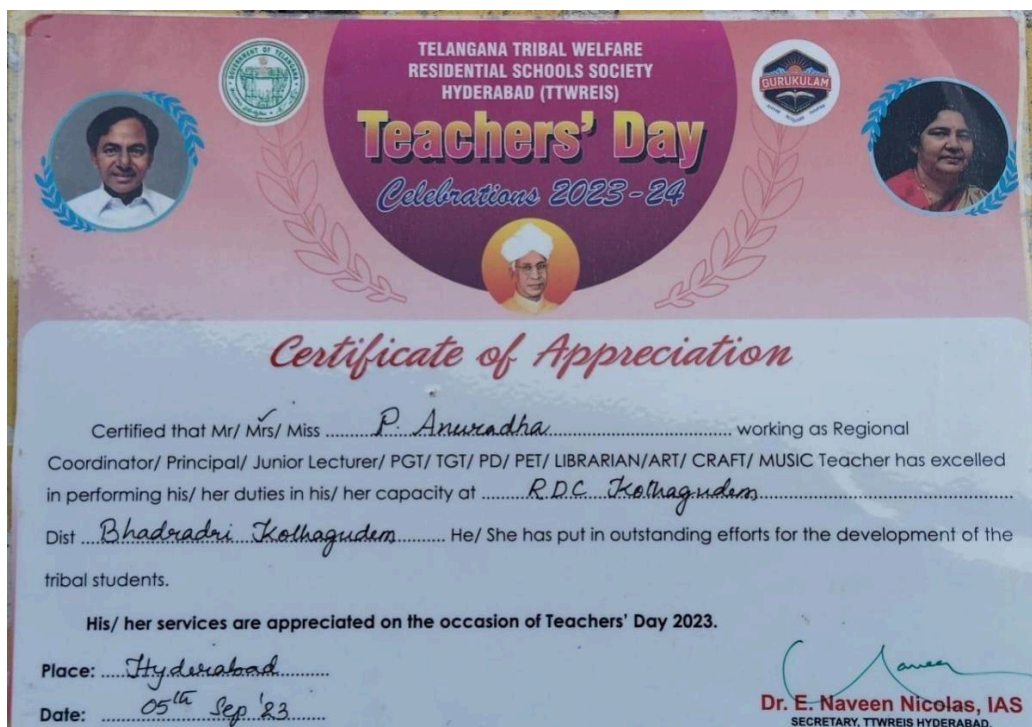 TELANGANA TRIBAL WELFARE
RESIDENTIAL SCHOOLS SOCIETY
HYDERABAD (TTWREIS)
GOVERNMENT OF TELANGANA
GURUKULAM
Teachers' Day
Celebrations 2023-24
Certificate of Appreciation
Certified that Mr/ Mrs/ Miss P. Anuradha working as Regional
Coordinator/ Principal/ Junior Lecturer/ PGT/ TGT/ PD/ PET/ LIBRARIAN/ART/ CRAFT/ MUSIC Teacher has excelled
in performing his/ her duties in his/ her capacity at R.D.C Kothagudem
Dist Bhadradri Kothagudem He/ She has put in outstanding efforts for the development of the
tribal students.
His/ her services are appreciated on the occasion of Teachers' Day 2023.
Place: Hyderabad
Date: 05th Sep '23
Dr. E. Naveen Nicolas, IAS
SECRETARY, TTWREIS HYDERABAD.